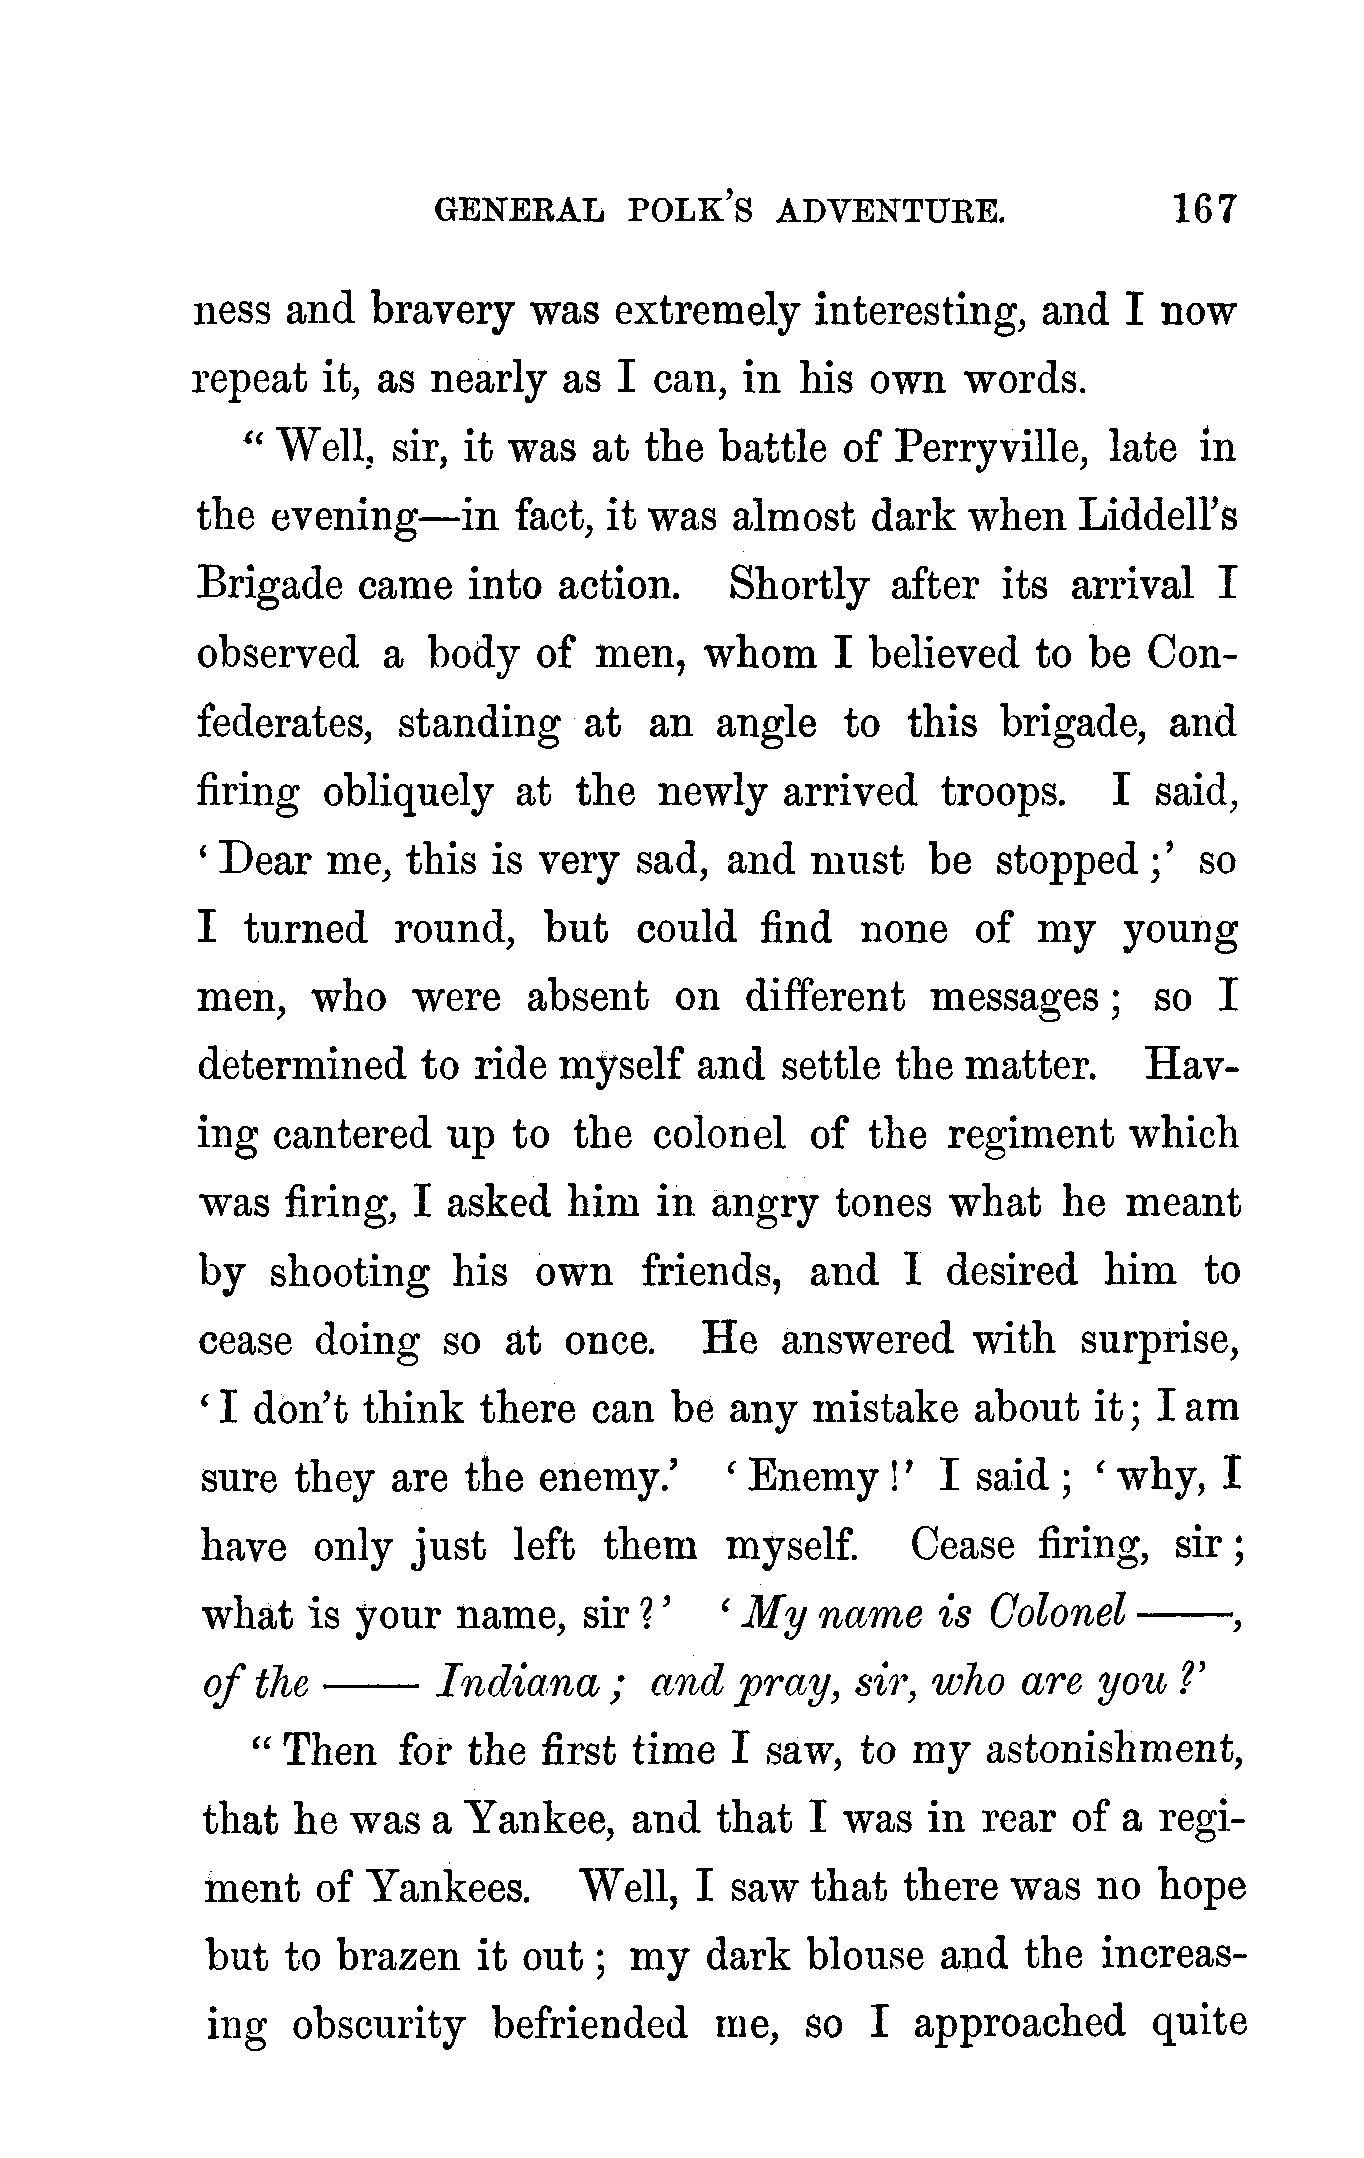 GENERAL POLK'S ADVENTURE. 167
ness and bravery was extremely interesting, and I now
repeat it, as nearly as I can, in his own words.
“ Well, sir, it was at the battle of Perryville, late in
the evening—in fact, it was almost dark when Liddell's
Brigade came into action. Shortly after its arrival I
observed a body of men, whom I believed to be Con-
federates, standing at an angle to this brigade, and
firing obliquely at the newly arrived troops. I said,
‘ Dear me, this is very sad, and must be stopped ;’ so
I turned round, but could find none of my young
men, who were absent on different messages ; so I
determined to ride myself and settle the matter. Hav-
ing cantered up to the colonel of the regiment which
was firing, I asked him in angry tones what he meant
by shooting his own friends, and I desired him to
cease doing so at once. He answered with surprise,
‘ I don't think there can be any mistake about it ; I am
sure they are the enemy.’ ‘ Enemy !’ I said ; ‘ why, I
have only just left them myself. Cease firing, sir ;
what is your name, sir ?’ ‘ My name is Colonel ——,
of the —— Indiana ; and pray, sir, who are you ?’
“ Then for the first time I saw, to my astonishment,
that he was a Yankee, and that I was in rear of a regi-
ment of Yankees. Well, I saw that there was no hope
but to brazen it out ; my dark blouse and the increas-
ing obscurity befriended me, so I approached quite